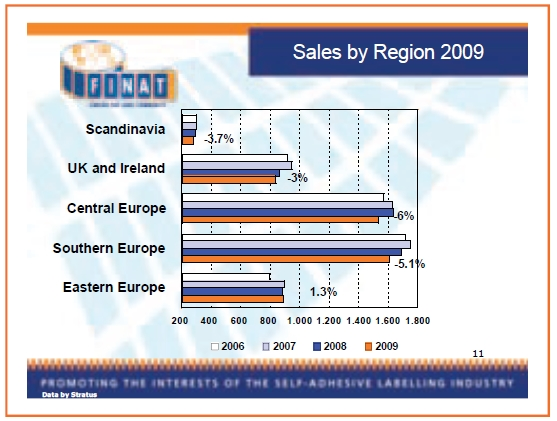 Sales by Region 2009
FINAT
Scandinavia
-3.7%
UK and Ireland
-3%
Central Europe
-6%
Southern Europe
-5.1%
Eastern Europe
1.3%
200 400 600 800 1.000 1.200 1.400 1.600 1.800
2006 2007 2008 2009
11
PROMOTING THE INTERESTS OF THE SELF-ADHESIVE LABELLING INDUSTRY
Data by Stratus